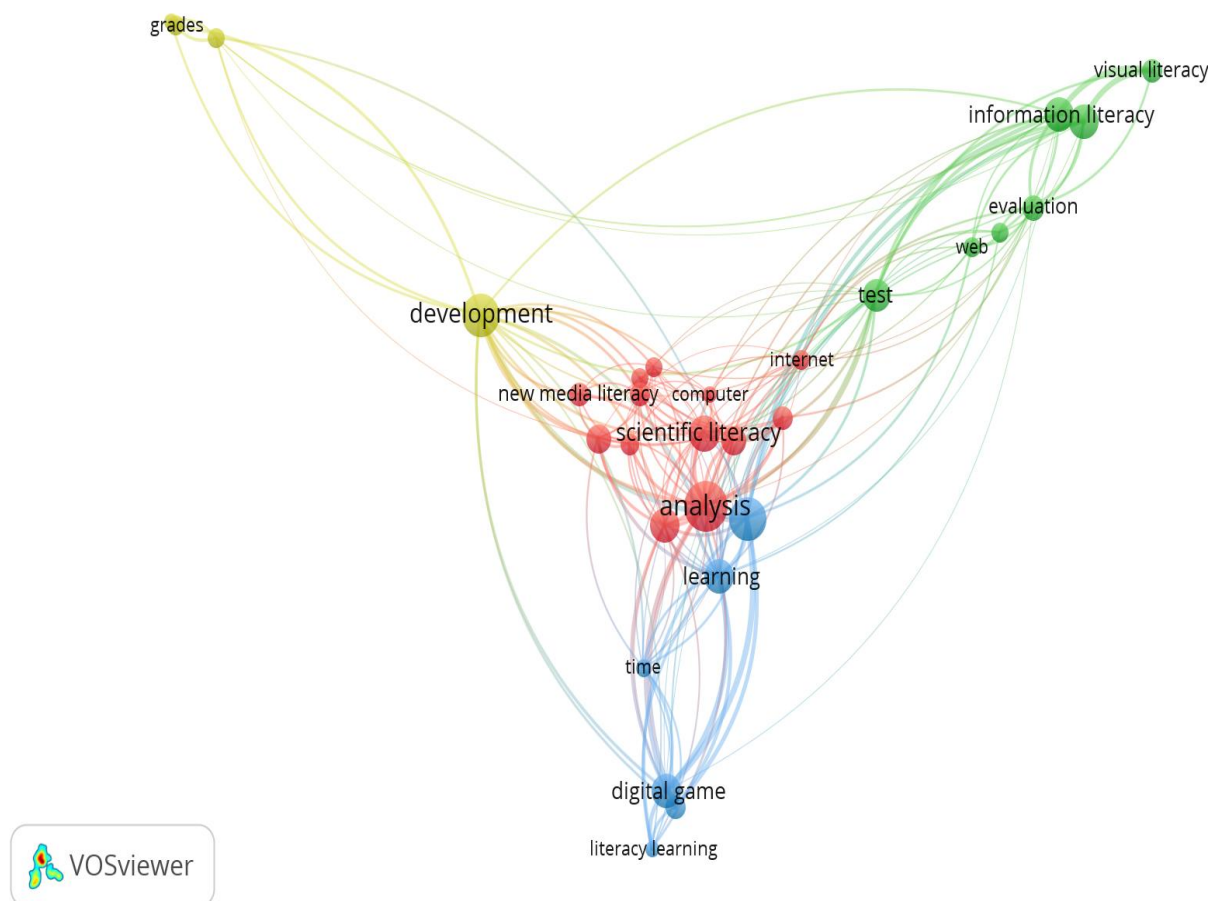 grades
visual literacy
information literacy
evaluation
web
test
development
internet
new media literacy
computer
scientific literacy
analysis
learning
time
digital game
literacy learning
VOSviewer